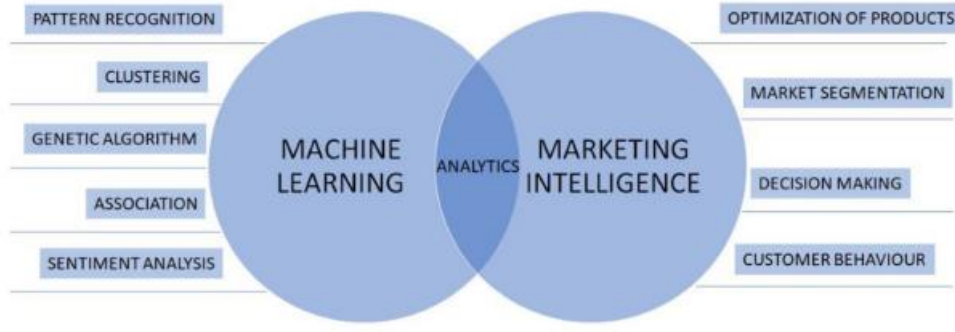 PATTERN RECOGNITION
CLUSTERING
GENETIC ALGORITHM
ASSOCIATION
SENTIMENT ANALYSIS
MACHINE
LEARNING
ANALYTICS
MARKETING
INTELLIGENCE
OPTIMIZATION OF PRODUCTS
MARKET SEGMENTATION
DECISION MAKING
CUSTOMER BEHAVIOUR